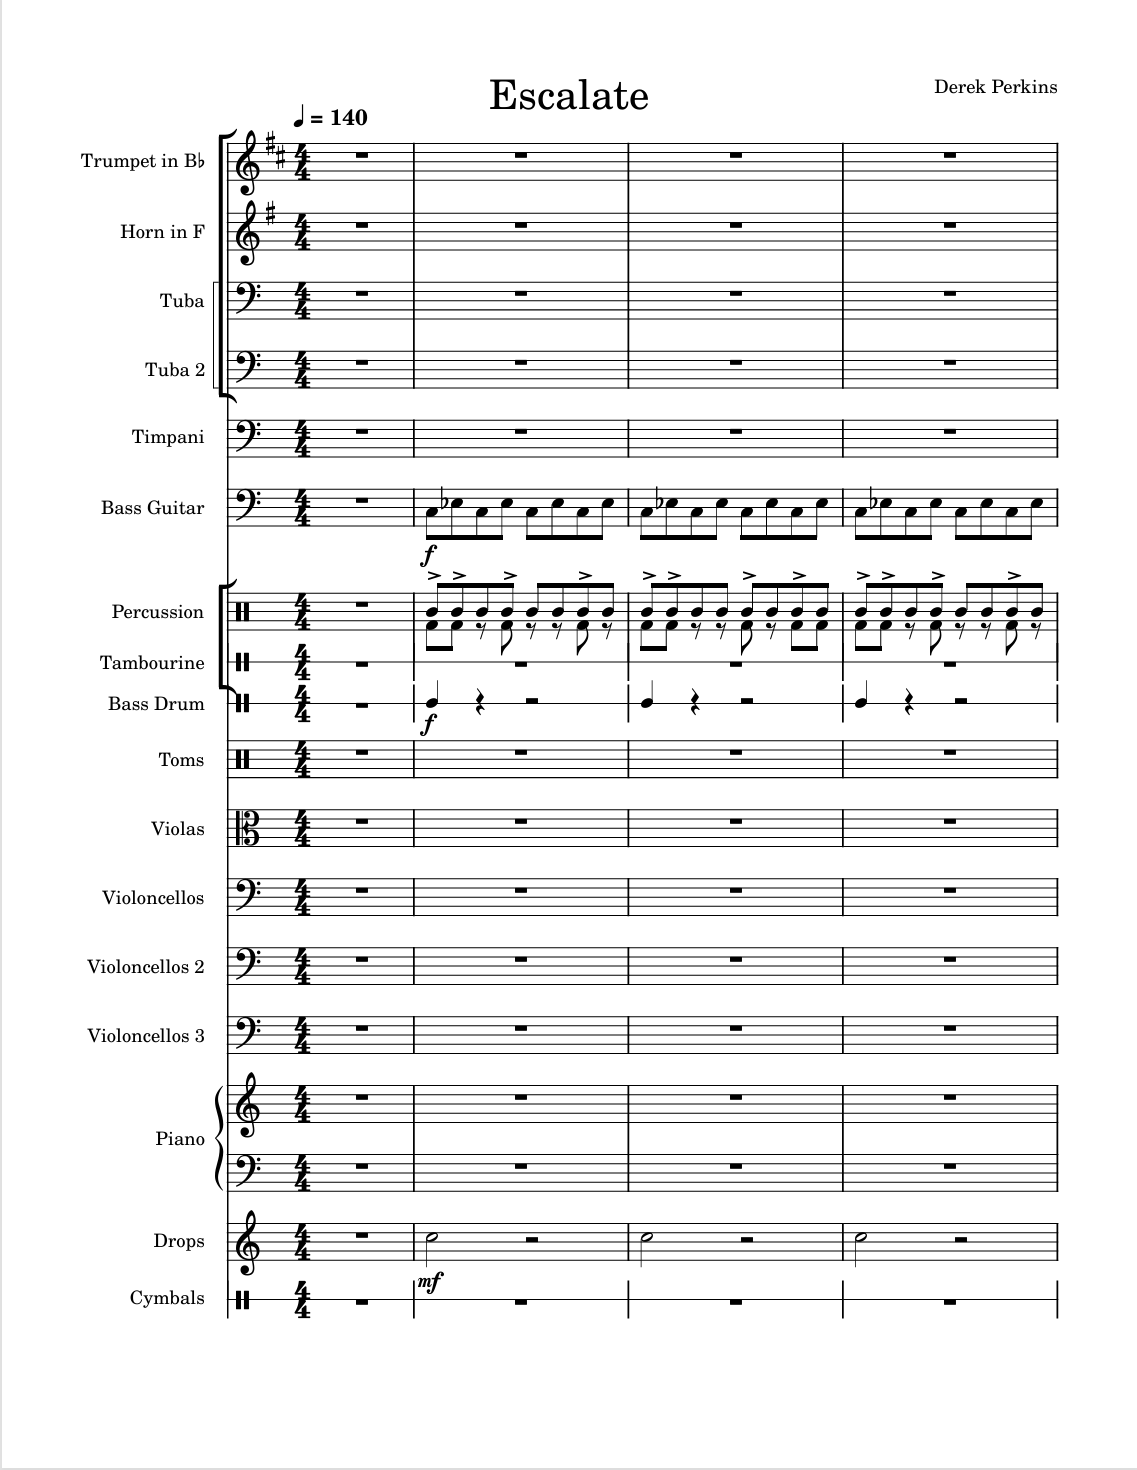 Escalate
Derek Perkins
♩ = 140
Trumpet in B♭
Horn in F
Tuba
Tuba 2
Timpani
Bass Guitar
f
Percussion
Tambourine
Bass Drum
f
Toms
Violas
Violoncellos
Violoncellos 2
Violoncellos 3
Piano
Drops
mf
Cymbals